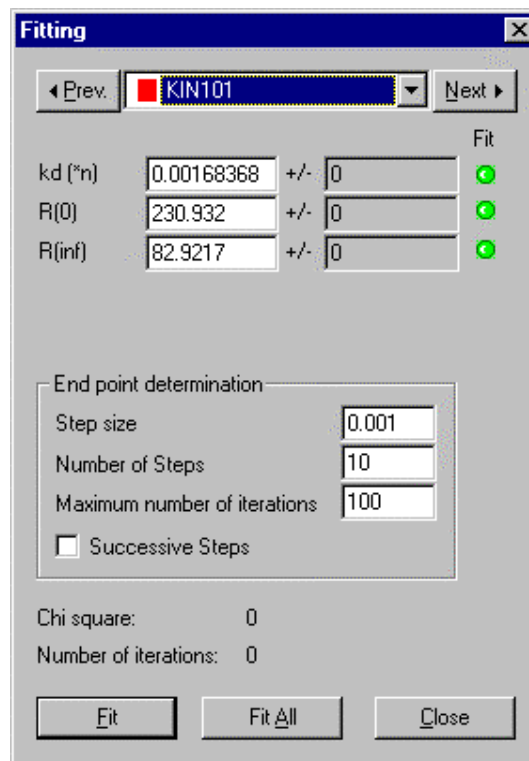 Fitting
Prev. KIN101 Next
Fit
kd (*n) 0.00168368 +/- 0
R(0) 230.932 +/- 0
R(inf) 82.9217 +/- 0
End point determination
Step size 0.001
Number of Steps 10
Maximum number of iterations 100
Successive Steps
Chi square: 0
Number of iterations: 0
Fit Fit All Close